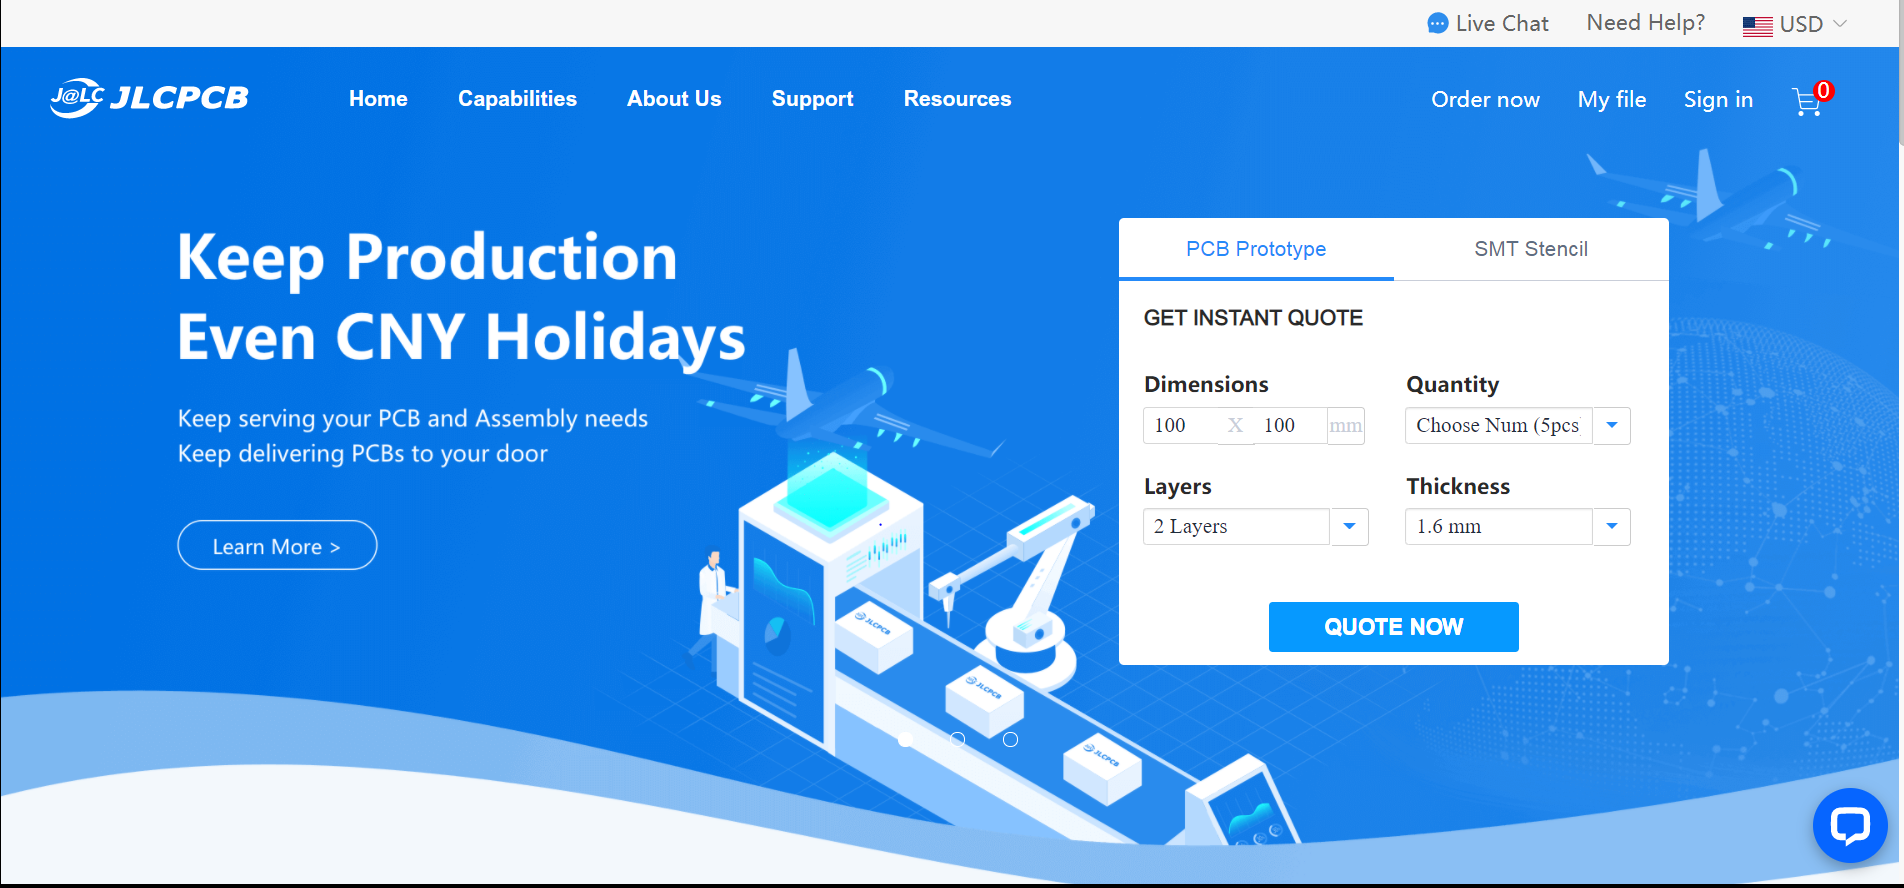 Live Chat Need Help? USD
J@LC JLCPCB Home Capabilities About Us Support Resources Order now My file Sign in 0
Keep Production
Even CNY Holidays
Keep serving your PCB and Assembly needs
Keep delivering PCBs to your door
Learn More >
PCB Prototype SMT Stencil
GET INSTANT QUOTE
Dimensions Quantity
100 X 100 mm Choose Num (5pcs
Layers Thickness
2 Layers 1.6 mm
QUOTE NOW
JLCPCB
JLCPCB
JLCPCB